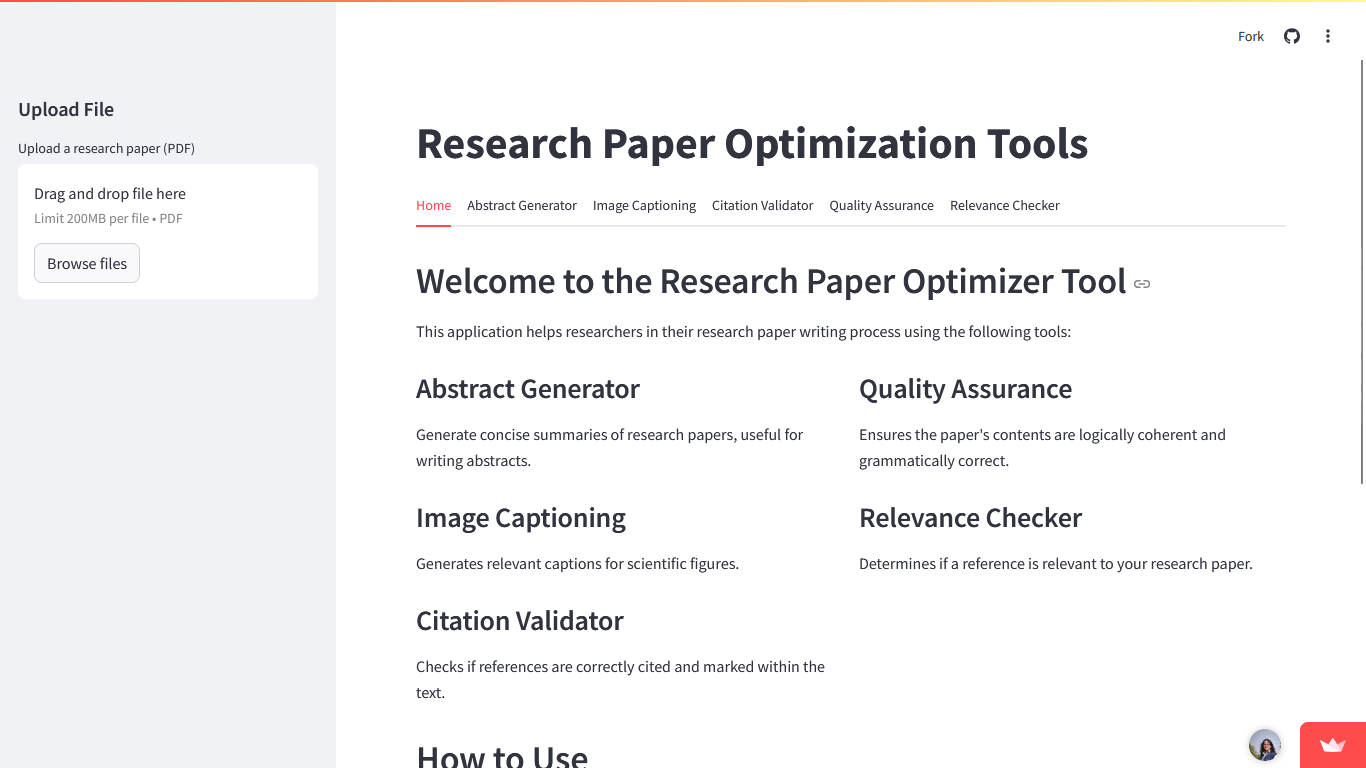 Fork
Upload File
Upload a research paper (PDF)
Drag and drop file here
Limit 200MB per file • PDF
Browse files
Research Paper Optimization Tools
Home
Abstract Generator
Image Captioning
Citation Validator
Quality Assurance
Relevance Checker
Welcome to the Research Paper Optimizer Tool
This application helps researchers in their research paper writing process using the following tools:
Abstract Generator
Generate concise summaries of research papers, useful for
writing abstracts.
Image Captioning
Generates relevant captions for scientific figures.
Citation Validator
Checks if references are correctly cited and marked within the
text.
Quality Assurance
Ensures the paper's contents are logically coherent and
grammatically correct.
Relevance Checker
Determines if a reference is relevant to your research paper.
How to Use